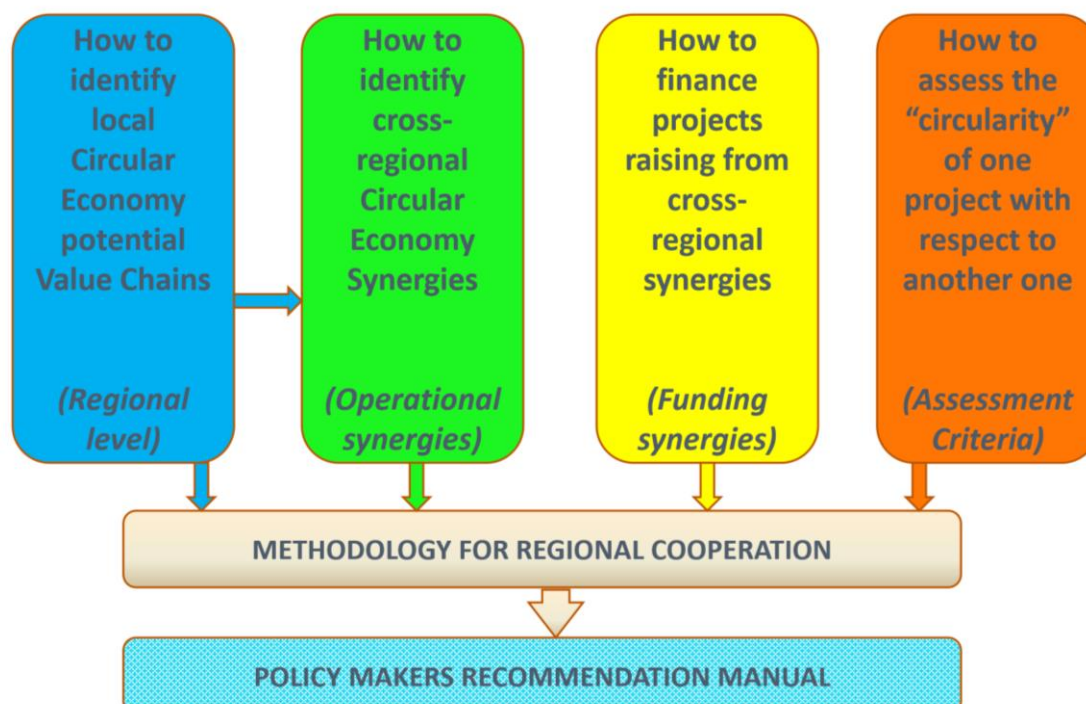 How to
identify
local
Circular
Economy
potential
Value Chains
(Regional
level)
How to
identify
cross-
regional
Circular
Economy
Synergies
(Operational
synergies)
How to
finance
projects
raising from
cross-
regional
synergies
(Funding
synergies)
How to
assess the
“circularity”
of one
project with
respect to
another one
(Assessment
Criteria)
METHODOLOGY FOR REGIONAL COOPERATION
POLICY MAKERS RECOMMENDATION MANUAL